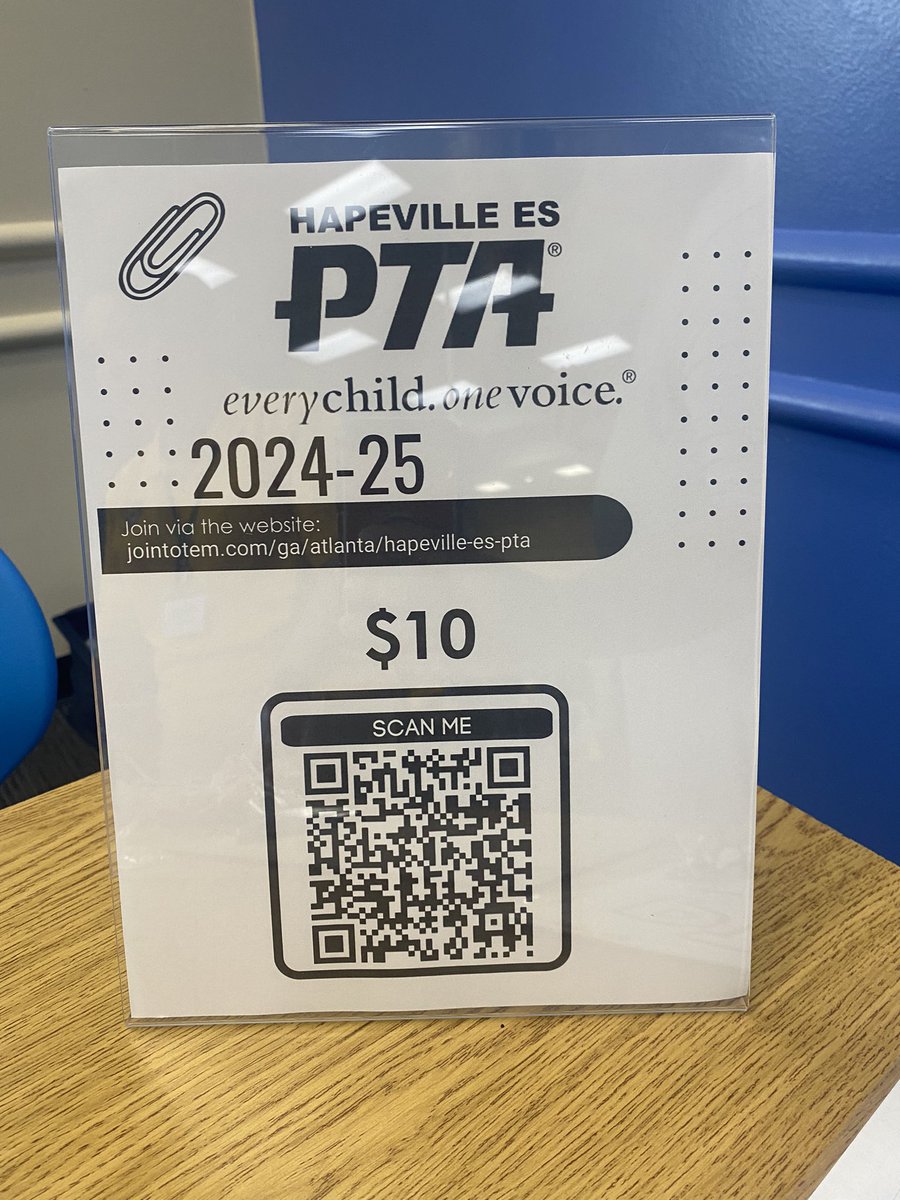 HAPEVILLE ES
PTA®
everychild.onevoice.®
2024-25
Join via the website:
jointotem.com/ga/atlanta/hapeville-es-pta
$10
SCAN ME